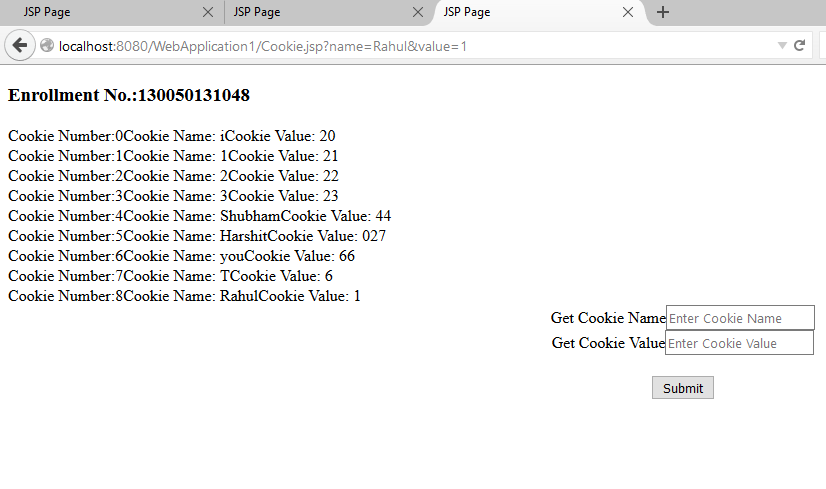 JSP Page JSP Page JSP Page
localhost:8080/WebApplication1/Cookie.jsp?name=Rahul&value=1
Enrollment No.:130050131048
Cookie Number:0Cookie Name: iCookie Value: 20
Cookie Number:1Cookie Name: 1Cookie Value: 21
Cookie Number:2Cookie Name: 2Cookie Value: 22
Cookie Number:3Cookie Name: 3Cookie Value: 23
Cookie Number:4Cookie Name: ShubhamCookie Value: 44
Cookie Number:5Cookie Name: HarshitCookie Value: 027
Cookie Number:6Cookie Name: youCookie Value: 66
Cookie Number:7Cookie Name: TCookie Value: 6
Cookie Number:8Cookie Name: RahulCookie Value: 1
Get Cookie Name Enter Cookie Name
Get Cookie Value Enter Cookie Value
Submit